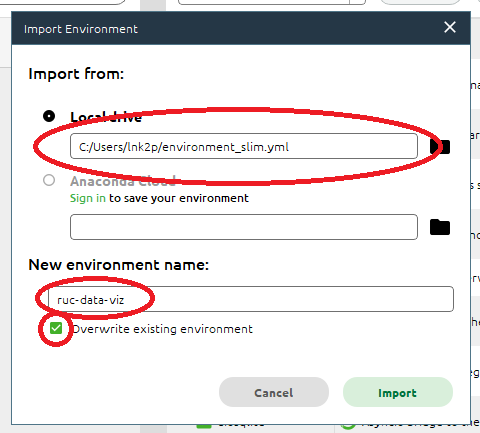 Import Environment
Import from:
Local drive
C:/Users/lnk2p/environment_slim.yml
Anaconda Cloud:
Sign in to save your environment
New environment name:
ruc-data-viz
Overwrite existing environment
Cancel
Import